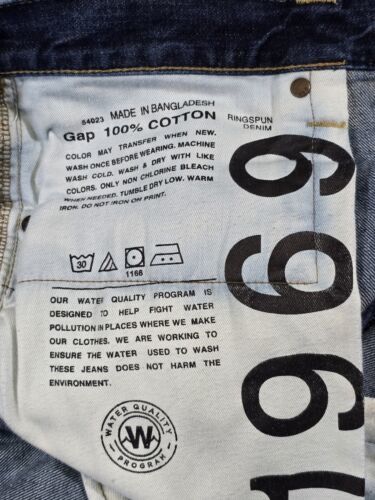 54023 MADE IN BANGLADESH
Gap 100% COTTON
RINGSPUN
DENIM
COLOR MAY TRANSFER WHEN NEW.
WASH ONCE BEFORE WEARING. MACHINE
WASH COLD. WASH & DRY WITH LIKE
COLORS. ONLY NON CHLORINE BLEACH
WHEN NEEDED. TUMBLE DRY LOW. WARM
IRON. DO NOT IRON ON PRINT.
30
1166
OUR WATER QUALITY PROGRAM IS
DESIGNED TO HELP FIGHT WATER
POLLUTION IN PLACES WHERE WE MAKE
OUR CLOTHES. WE ARE WORKING TO
ENSURE THE WATER USED TO WASH
THESE JEANS DOES NOT HARM THE
ENVIRONMENT.
WATER QUALITY
W
PROGRAM
1969